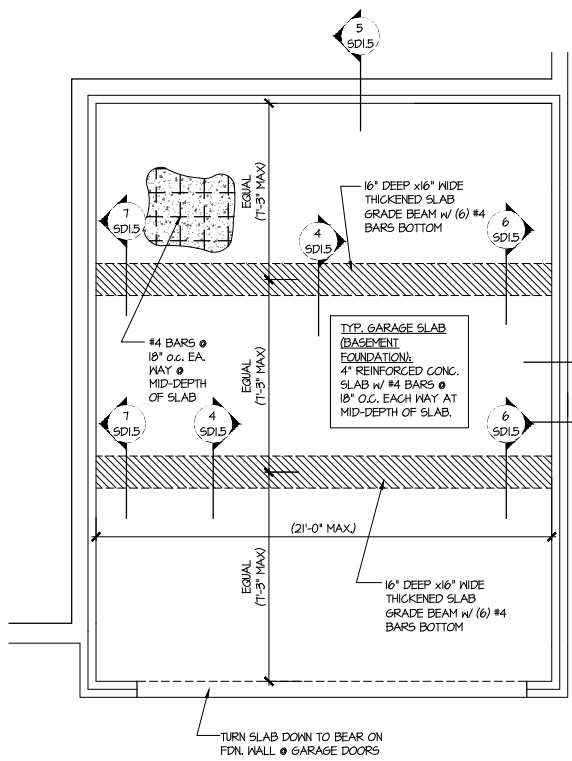 5
SD1.5
EQUAL
(7'-3" MAX)
16" DEEP x16" WIDE
THICKENED SLAB
GRADE BEAM W/ (6) #4
BARS BOTTOM
7
SD1.5
4
SD1.5
6
SD1.5
#4 BARS @
18" O.C. EA.
WAY @
MID-DEPTH
OF SLAB
EQUAL
(7'-3" MAX)
TYP. GARAGE SLAB
(BASEMENT
FOUNDATION):
4" REINFORCED CONC.
SLAB W/ #4 BARS @
18" O.C. EACH WAY AT
MID-DEPTH OF SLAB.
7
SD1.5
4
SD1.5
6
SD1.5
(21'-0" MAX.)
EQUAL
(7'-3" MAX)
16" DEEP x16" WIDE
THICKENED SLAB
GRADE BEAM W/ (6) #4
BARS BOTTOM
TURN SLAB DOWN TO BEAR ON
FDN. WALL @ GARAGE DOORS